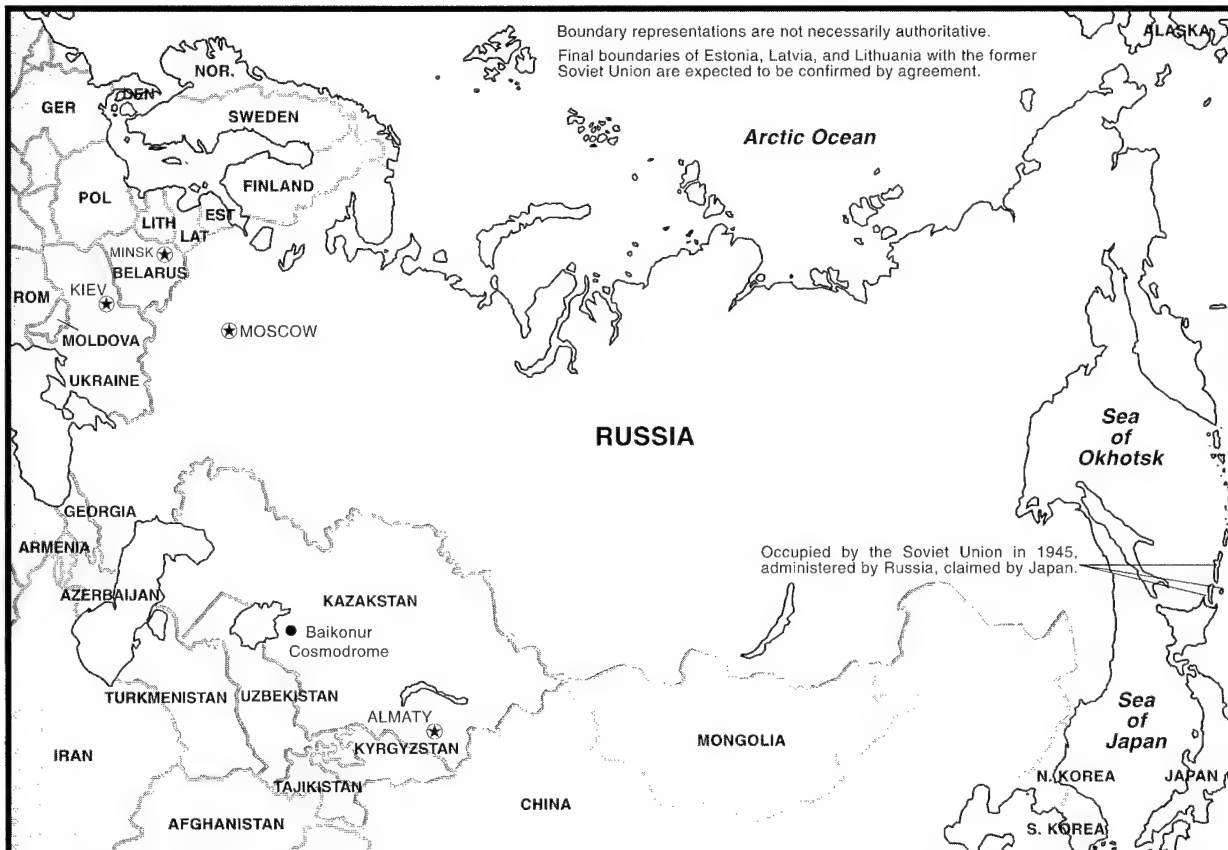 Boundary representations are not necessarily authoritative.
Final boundaries of Estonia, Latvia, and Lithuania with the former
Soviet Union are expected to be confirmed by agreement.
ALASKA
NOR.
DEN
GER
SWEDEN
Arctic Ocean
FINLAND
POL
EST
LITH
LAT
MINSK
BELARUS
ROM
KIEV
MOSCOW
MOLDOVA
UKRAINE
RUSSIA
Sea
of
Okhotsk
GEORGIA
ARMENIA
Occupied by the Soviet Union in 1945,
administered by Russia, claimed by Japan.
AZERBAIJAN
KAZAKSTAN
Baikonur
Cosmodrome
TURKMENISTAN
UZBEKISTAN
ALMATY
KYRGYZSTAN
MONGOLIA
Sea
of
Japan
IRAN
TAJIKISTAN
CHINA
N. KOREA
JAPAN
AFGHANISTAN
S. KOREA